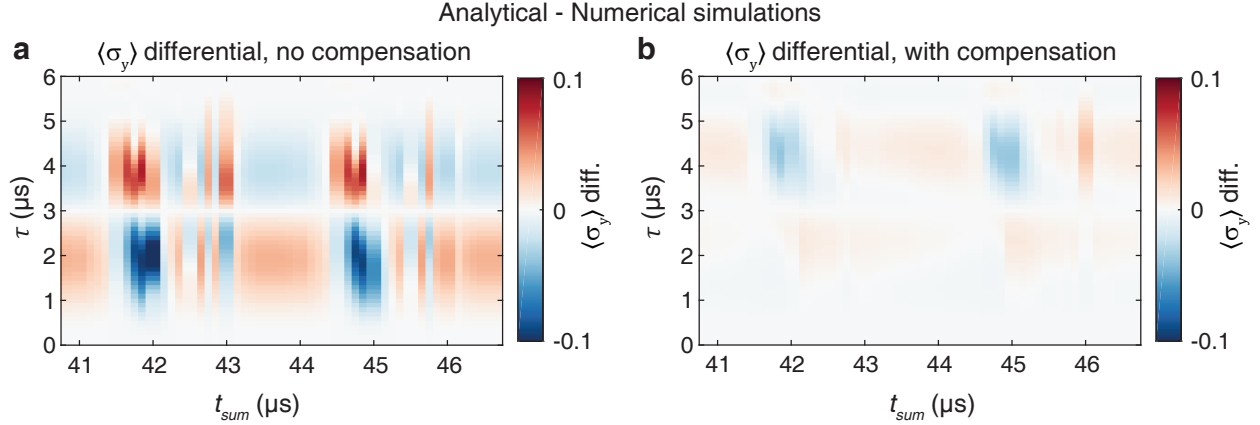 Analytical - Numerical simulations
a ⟨σy⟩ differential, no compensation
6
5
4
3
2
1
0
τ (µs)
41 42 43 44 45 46
tsum (µs)
0.1
0
-0.1
⟨σy⟩ diff.
b ⟨σy⟩ differential, with compensation
6
5
4
3
2
1
0
τ (µs)
41 42 43 44 45 46
tsum (µs)
0.1
0
-0.1
⟨σy⟩ diff.